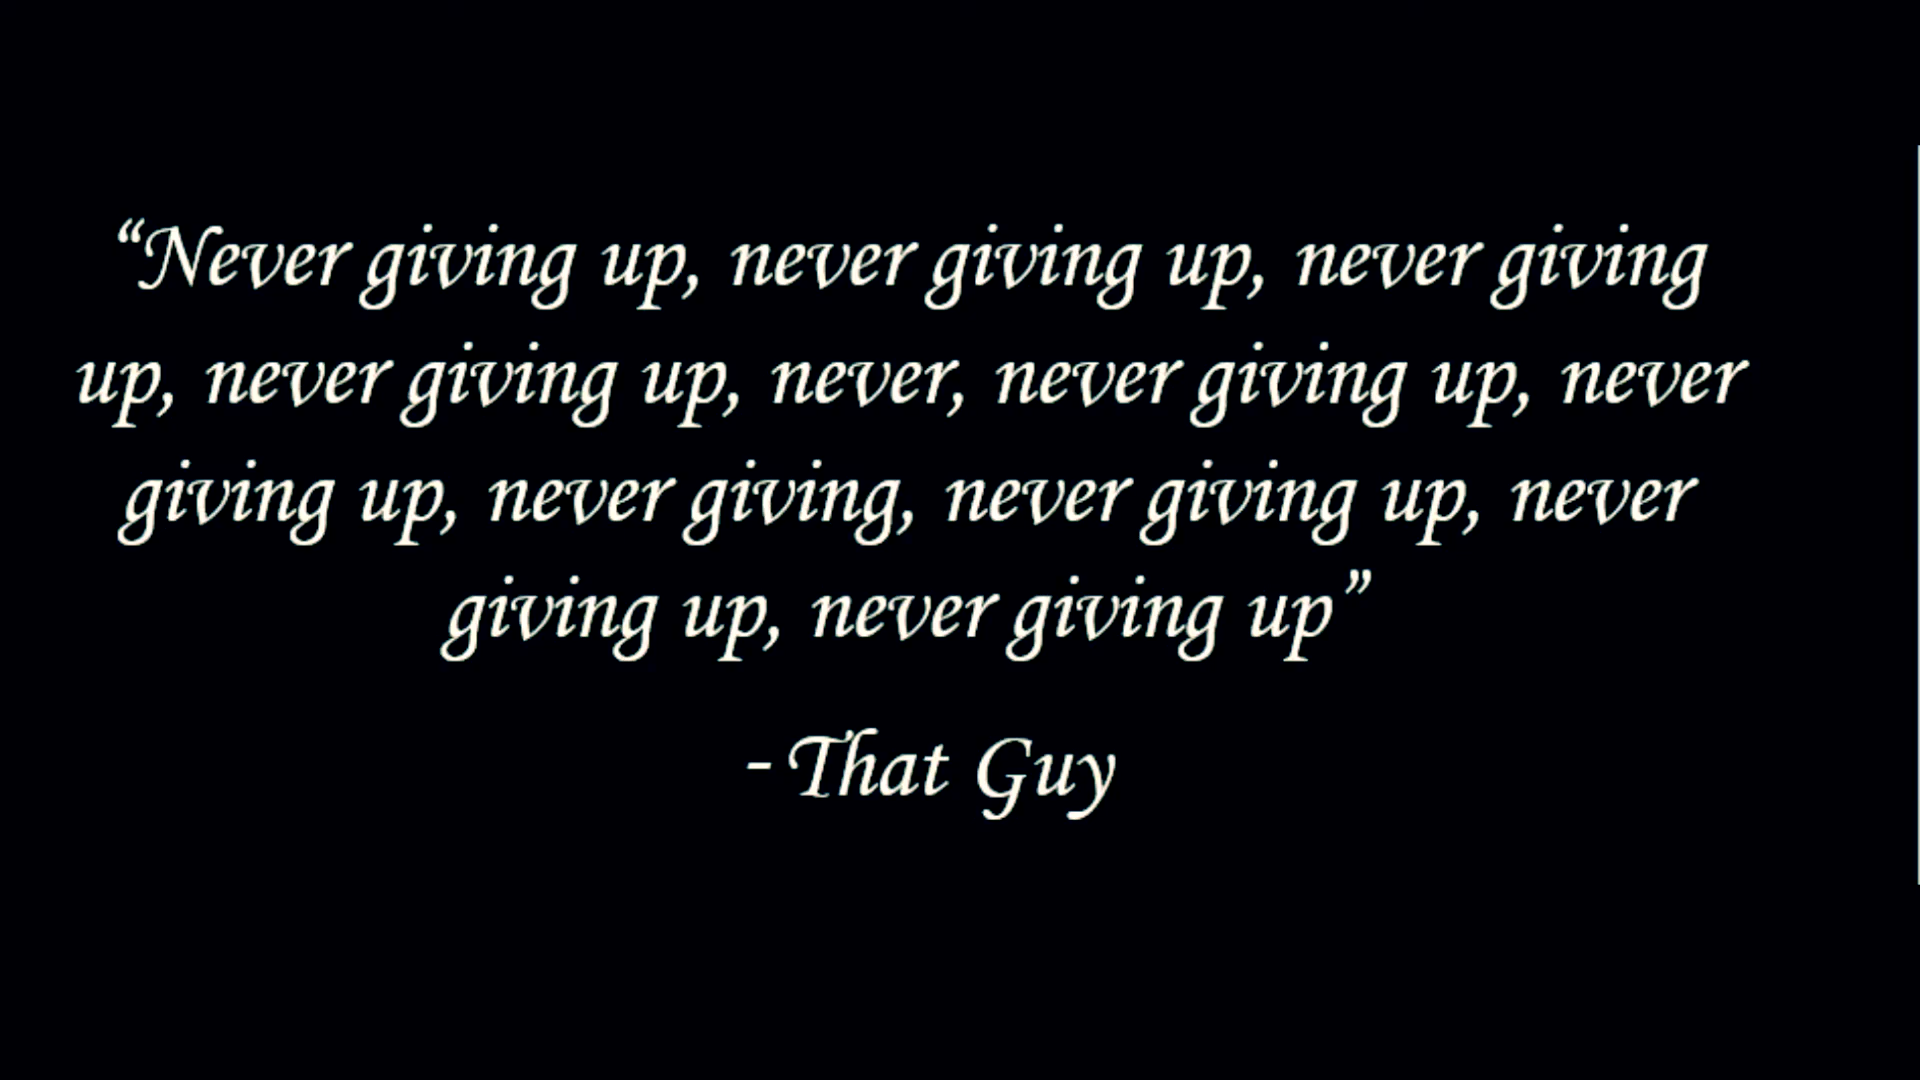 “Never giving up, never giving up, never giving
up, never giving up, never, never giving up, never
giving up, never giving, never giving up, never
giving up, never giving up”
- That Guy